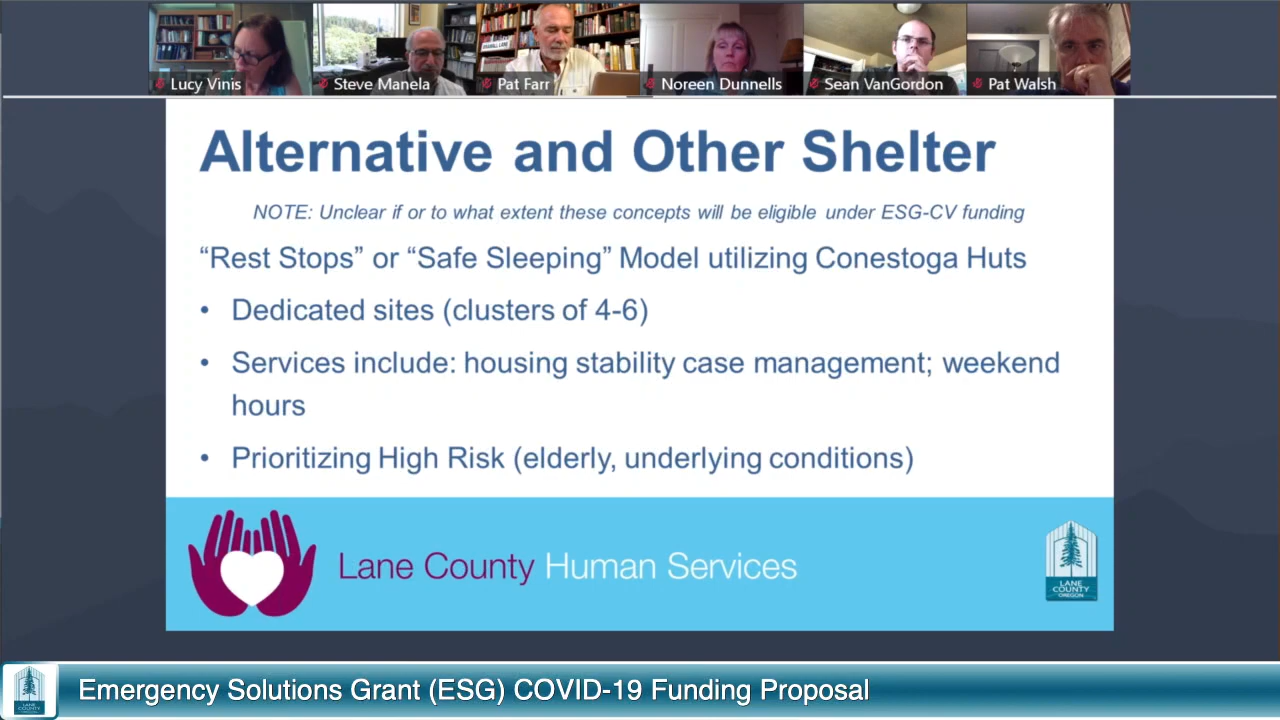 Lucy Vinis
Steve Manela
Pat Farr
Noreen Dunnells
Sean VanGordon
Pat Walsh
Alternative and Other Shelter
NOTE: Unclear if or to what extent these concepts will be eligible under ESG-CV funding
“Rest Stops” or “Safe Sleeping” Model utilizing Conestoga Huts
• Dedicated sites (clusters of 4-6)
• Services include: housing stability case management; weekend
hours
• Prioritizing High Risk (elderly, underlying conditions)
Lane County Human Services
LANE
COUNTY
OREGON
LANE
COUNTY
Emergency Solutions Grant (ESG) COVID-19 Funding Proposal